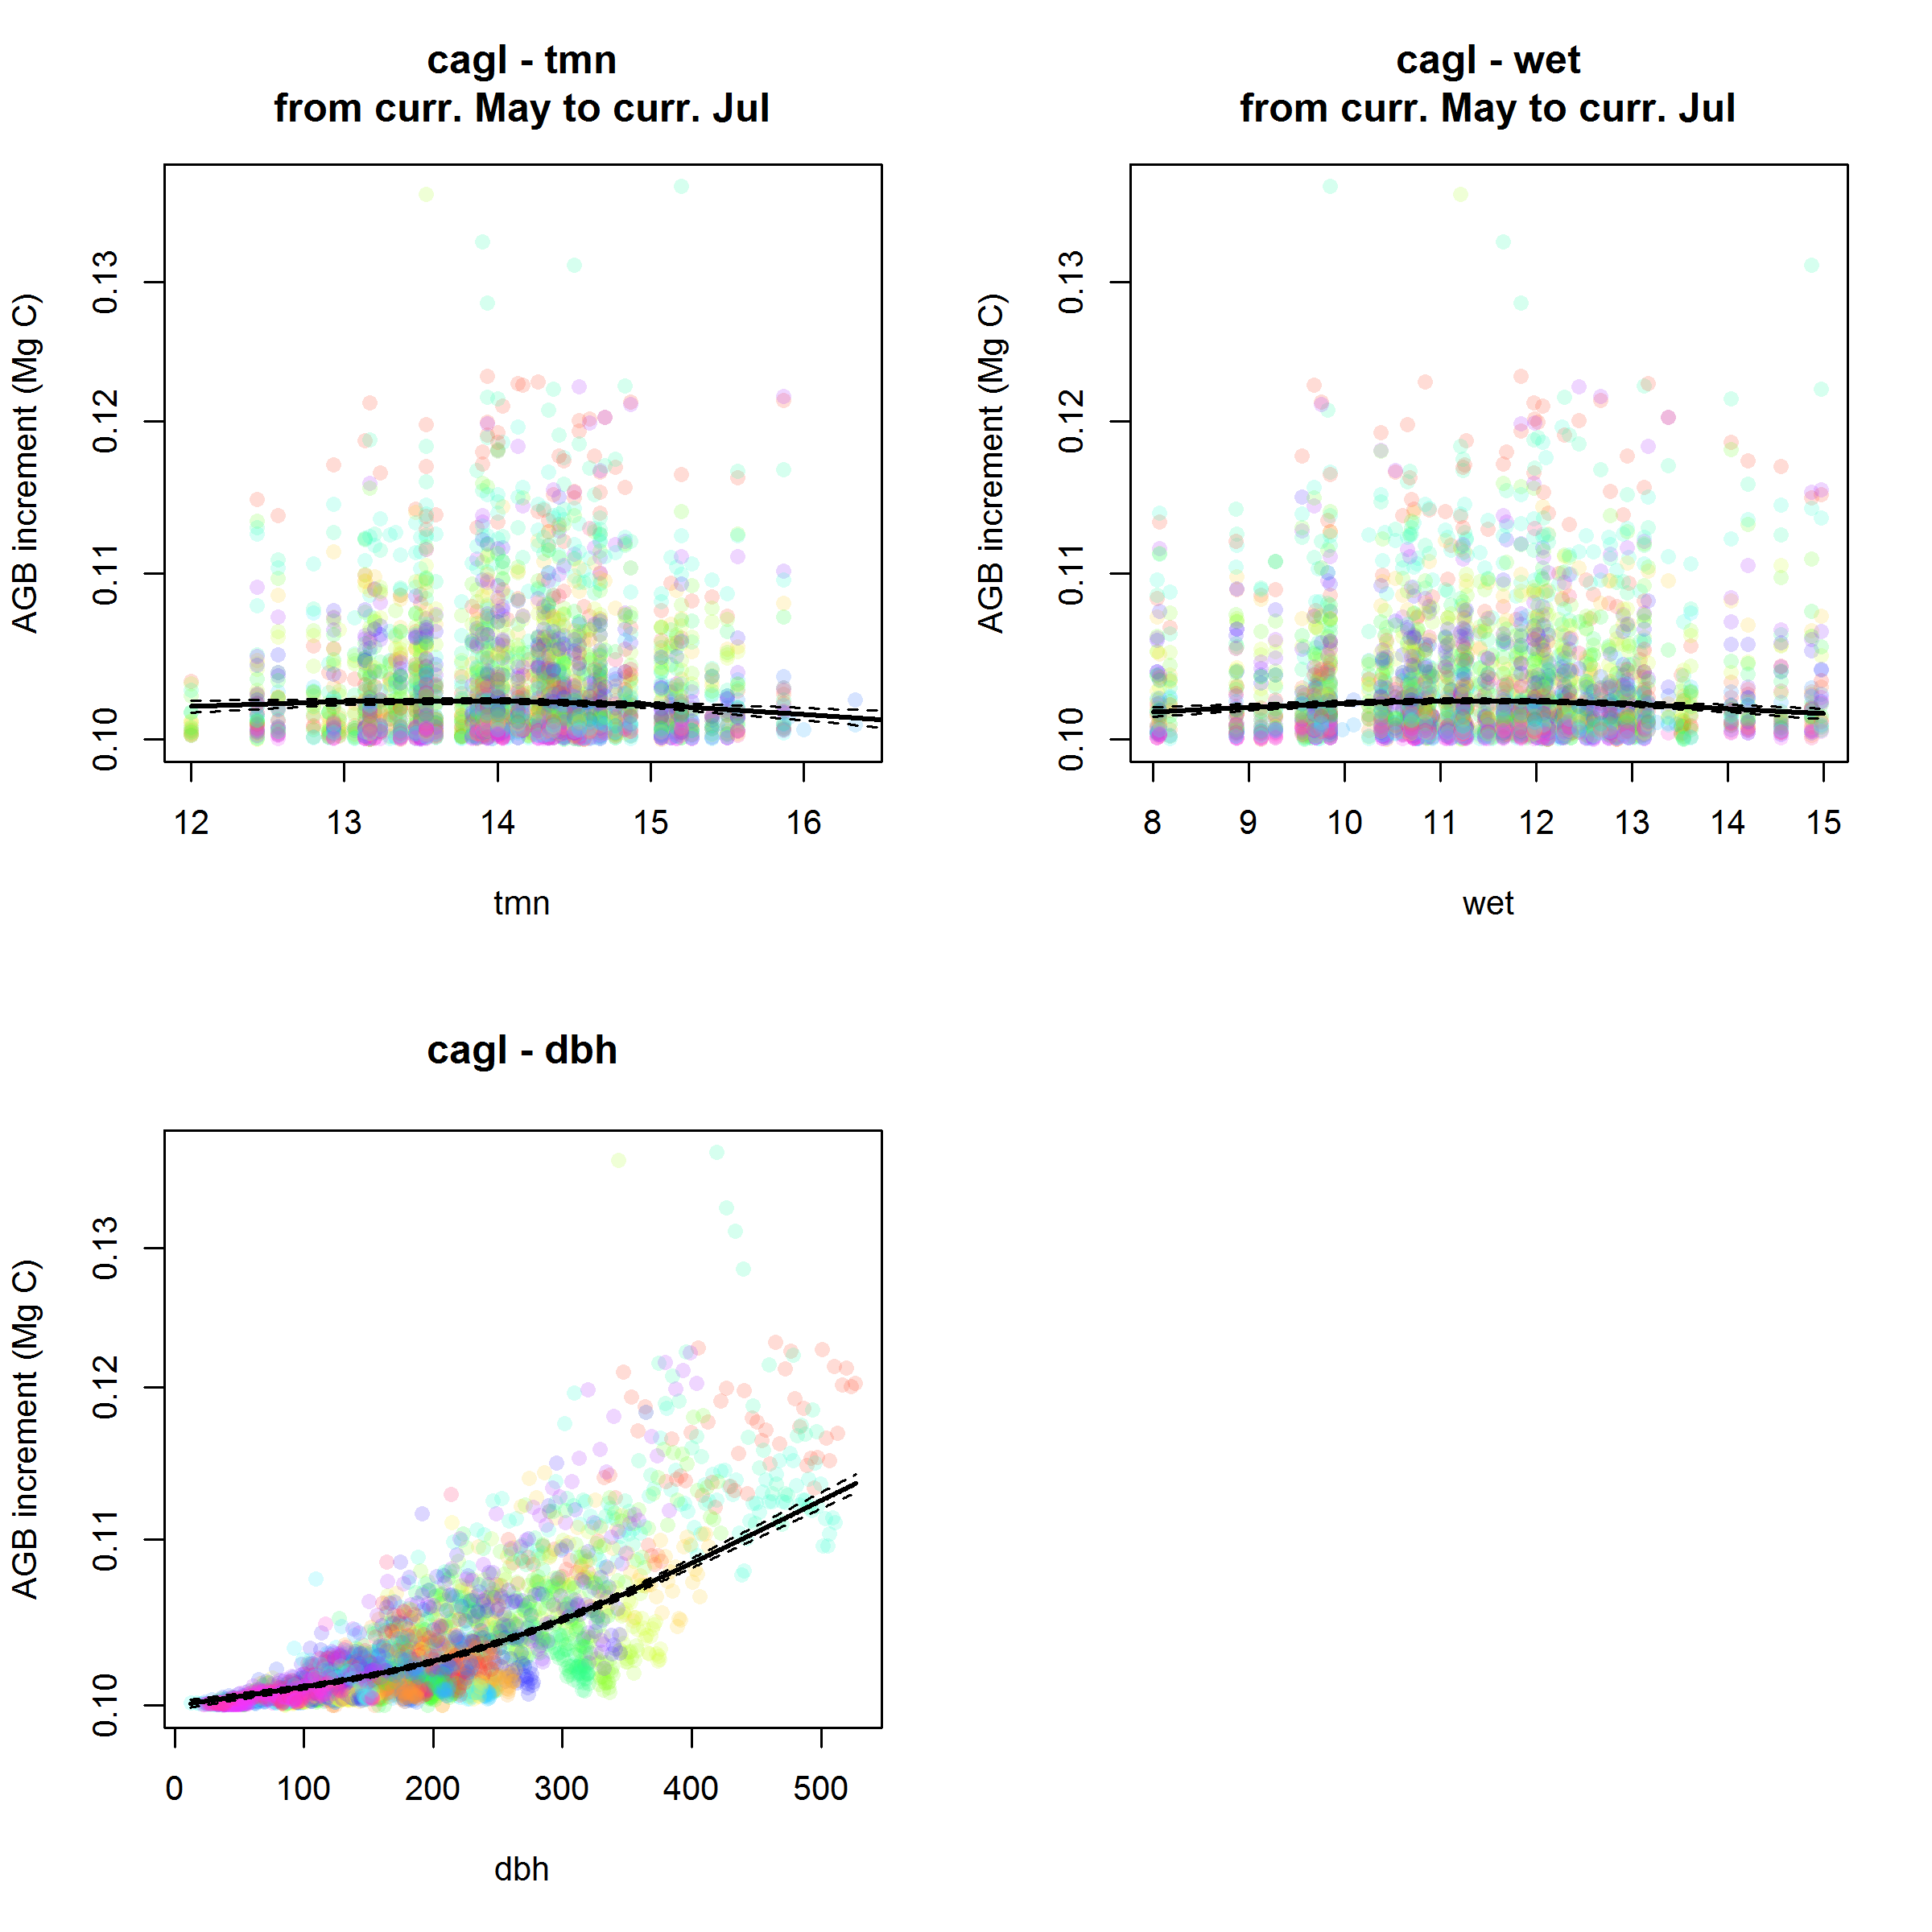 cagl - tmn
from curr. May to curr. Jul
AGB increment (Mg C)
0.13
0.12
0.11
0.10
12 13 14 15 16
tmn
cagl - wet
from curr. May to curr. Jul
AGB increment (Mg C)
0.13
0.12
0.11
0.10
8 9 10 11 12 13 14 15
wet
cagl - dbh
AGB increment (Mg C)
0.13
0.12
0.11
0.10
0 100 200 300 400 500
dbh